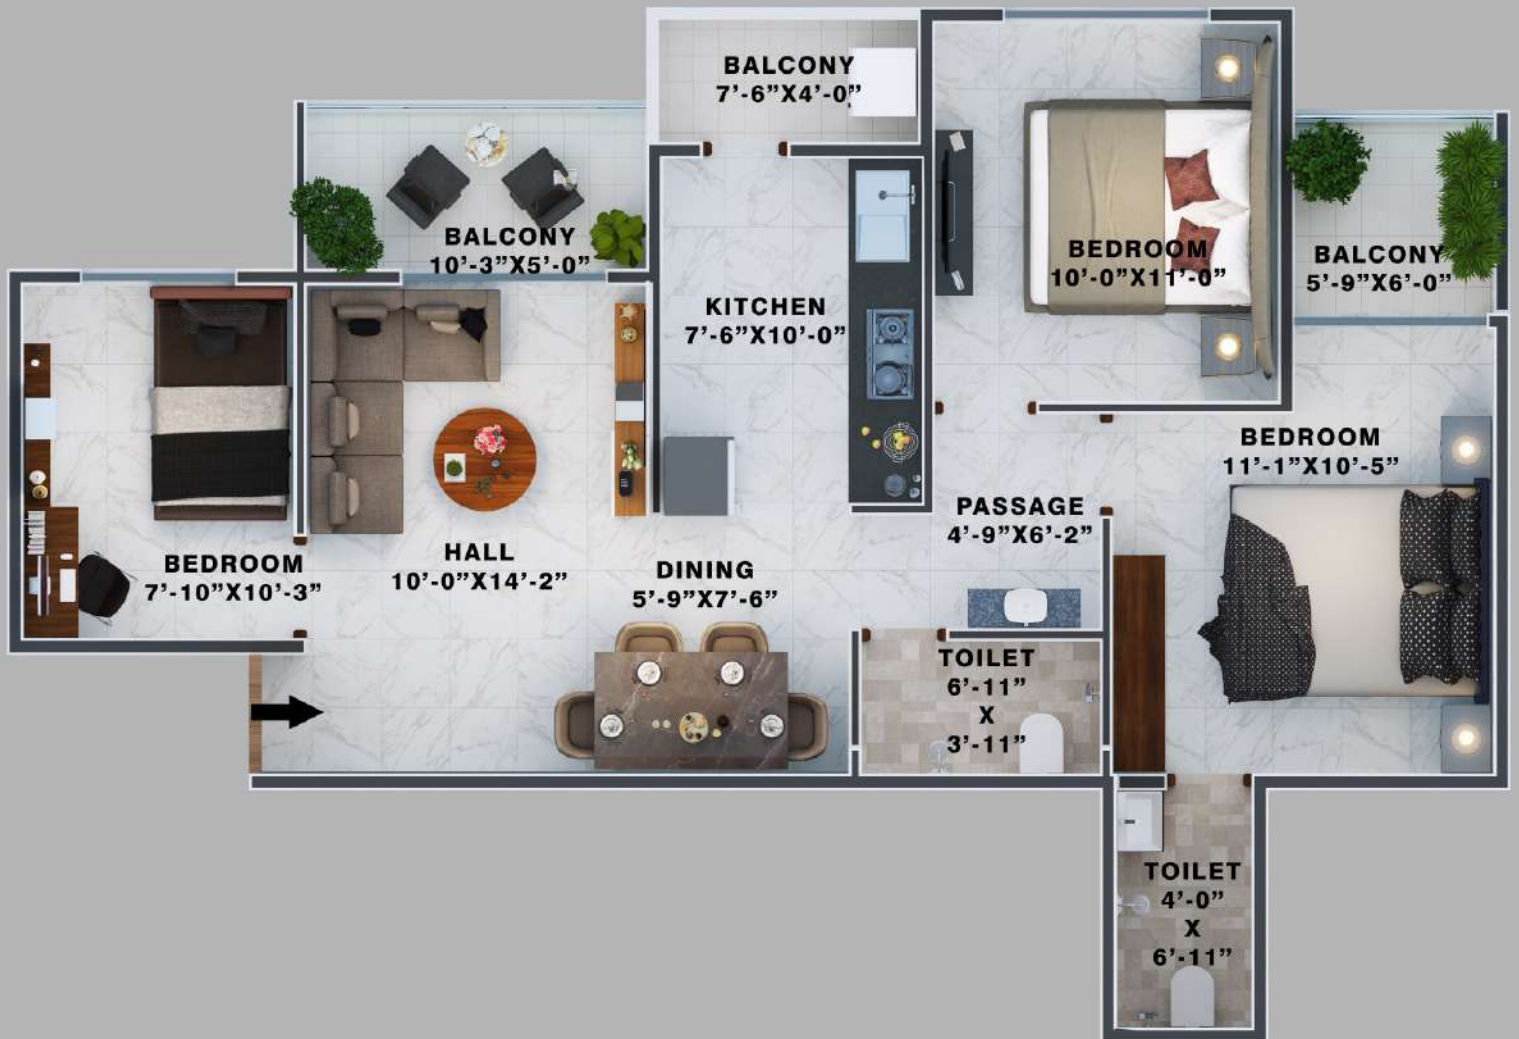 BALCONY
7’-6”X4’-0”
BALCONY
10’-3”X5’-0”
BEDROOM
10’-0”X11’-0”
BALCONY
5’-9”X6’-0”
KITCHEN
7’-6”X10’-0”
BEDROOM
11’-1”X10’-5”
PASSAGE
4’-9”X6’-2”
BEDROOM
7’-10”X10’-3”
HALL
10’-0”X14’-2”
DINING
5’-9”X7’-6”
TOILET
6’-11”
X
3’-11”
TOILET
4’-0”
X
6’-11”